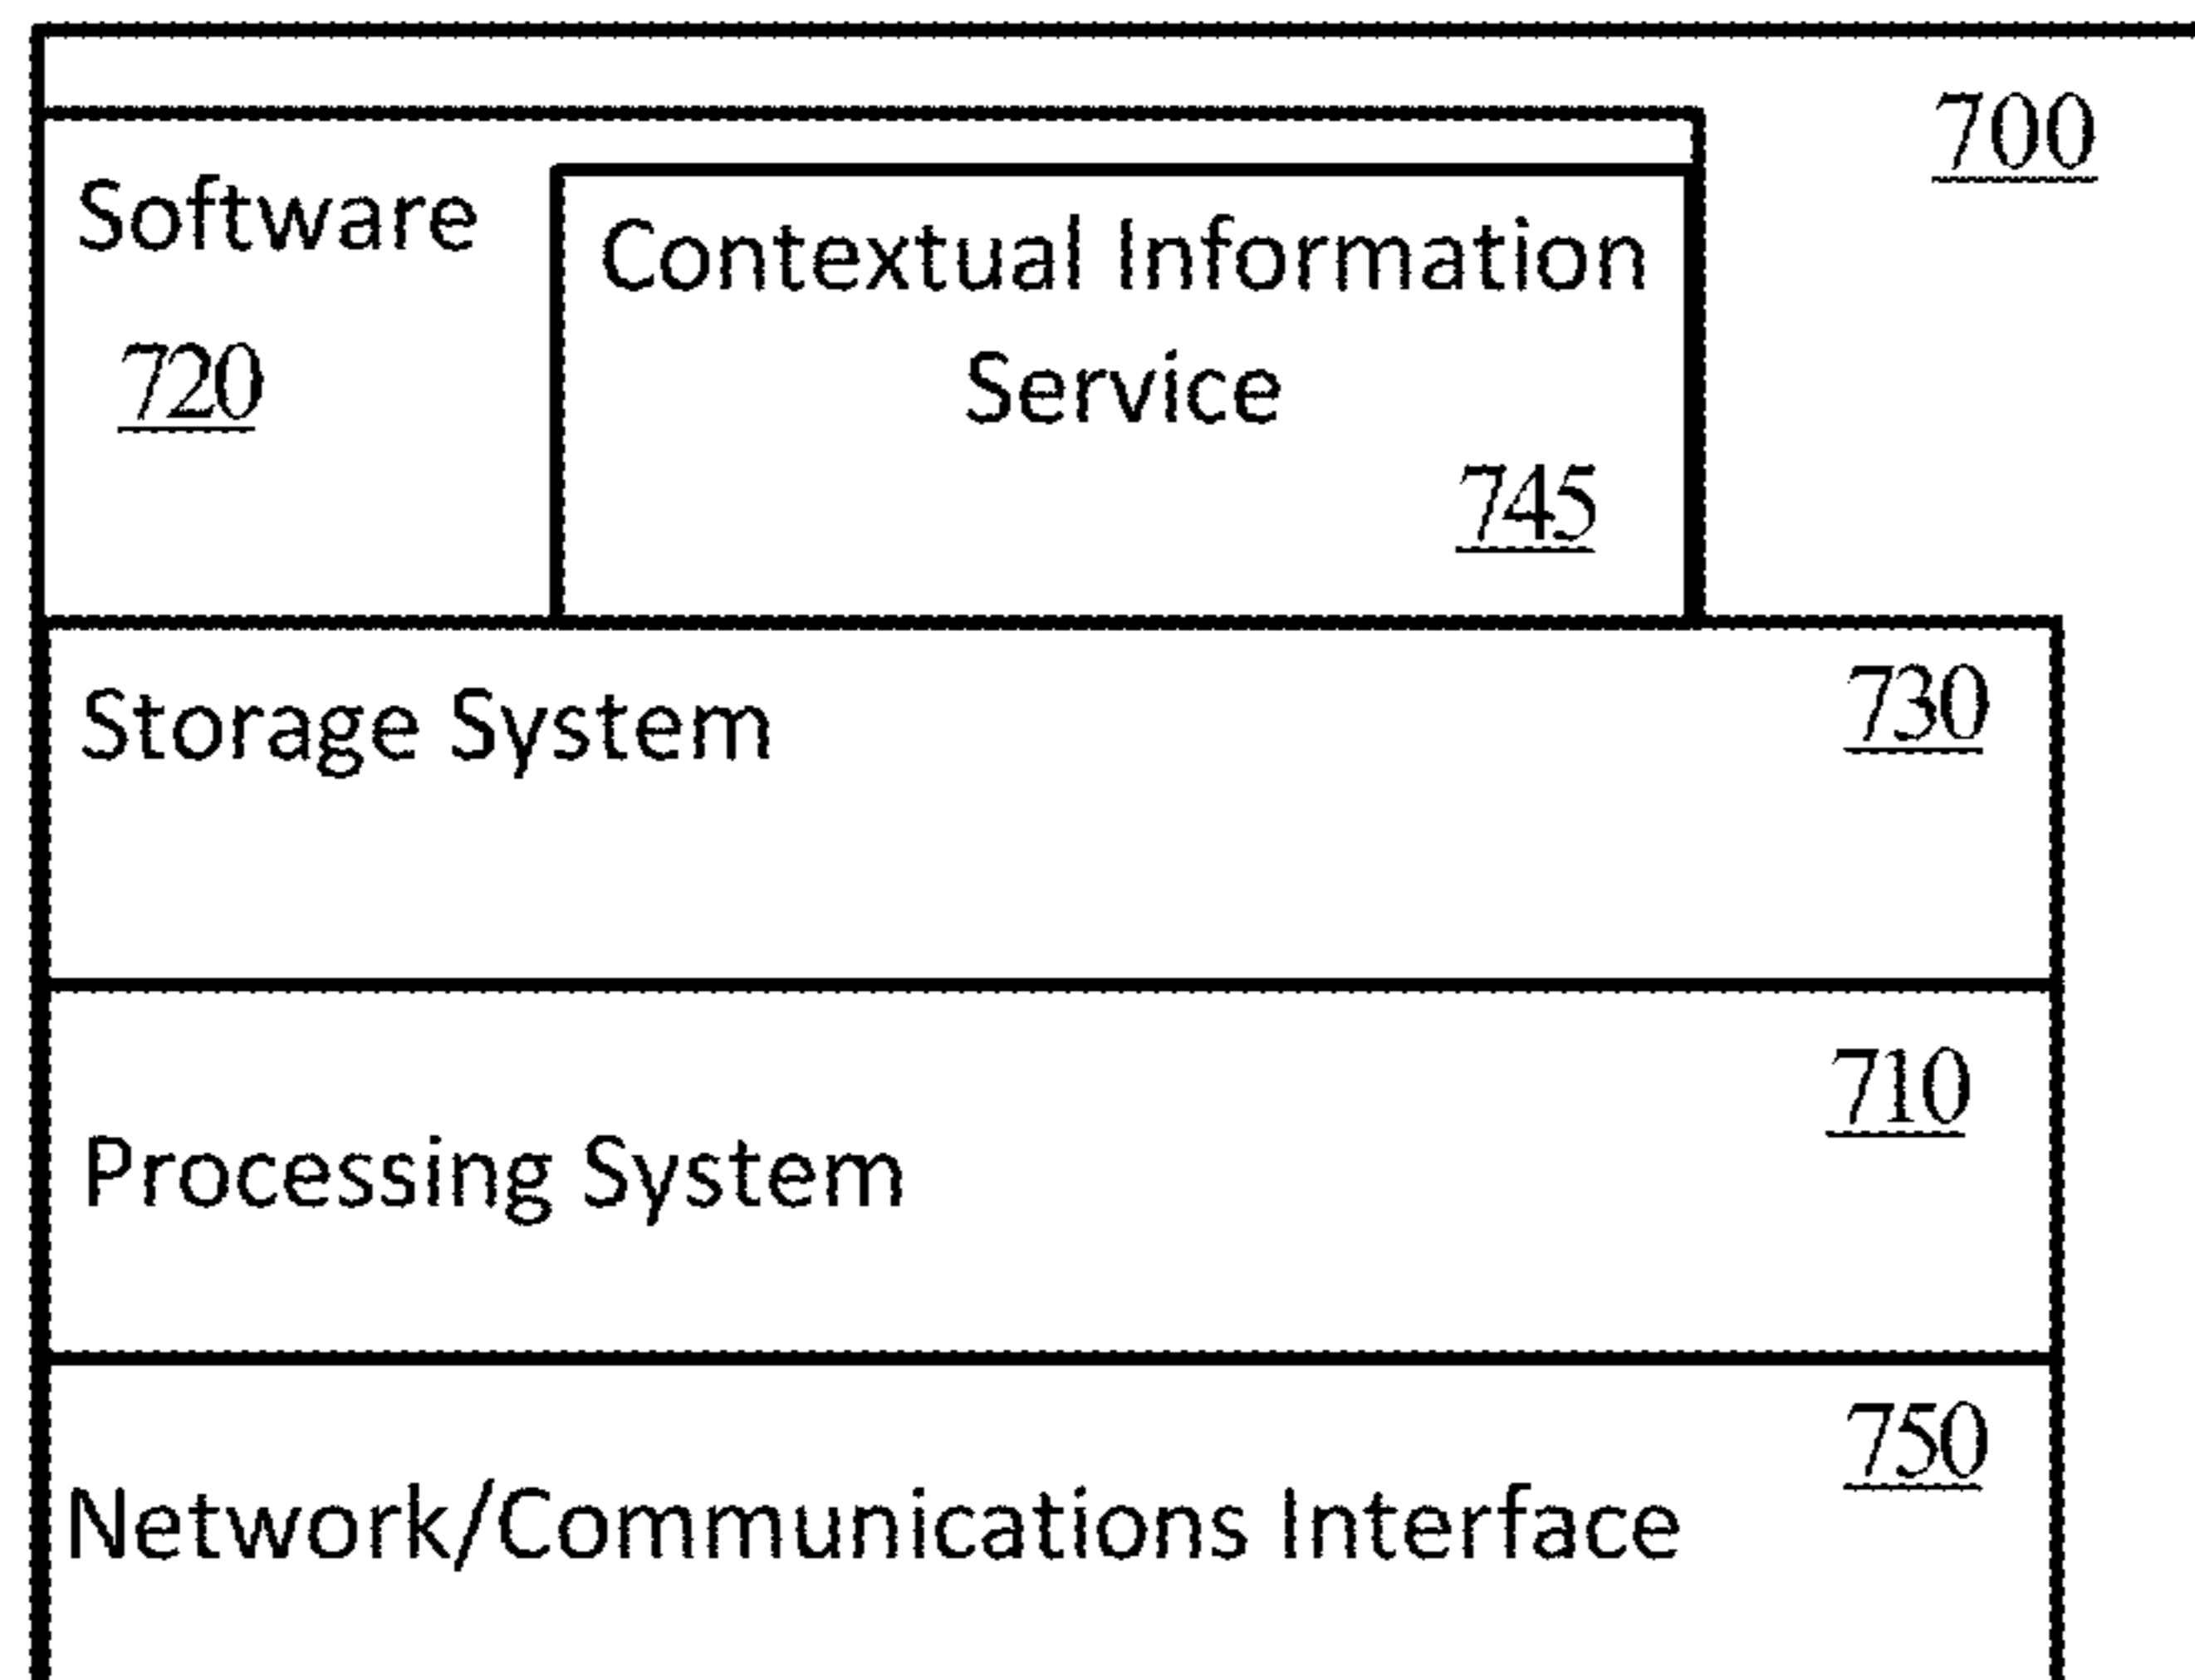 700
Software
720
Contextual Information
Service
745
Storage System
730
710
Processing System
750
Network/Communications Interface